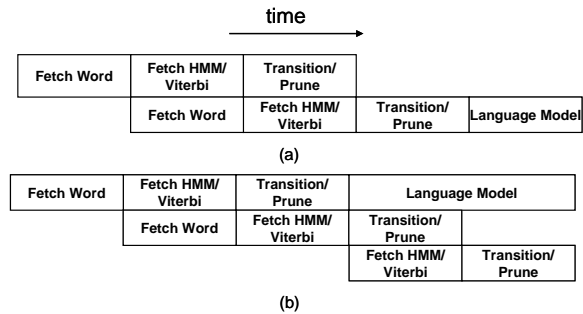 time
Fetch Word
Fetch HMM/
Viterbi
Transition/
Prune
Fetch Word
Fetch HMM/
Viterbi
Transition/
Prune
Language Model
(a)
Fetch Word
Fetch HMM/
Viterbi
Transition/
Prune
Language Model
Fetch Word
Fetch HMM/
Viterbi
Transition/
Prune
Fetch HMM/
Viterbi
Transition/
Prune
(b)